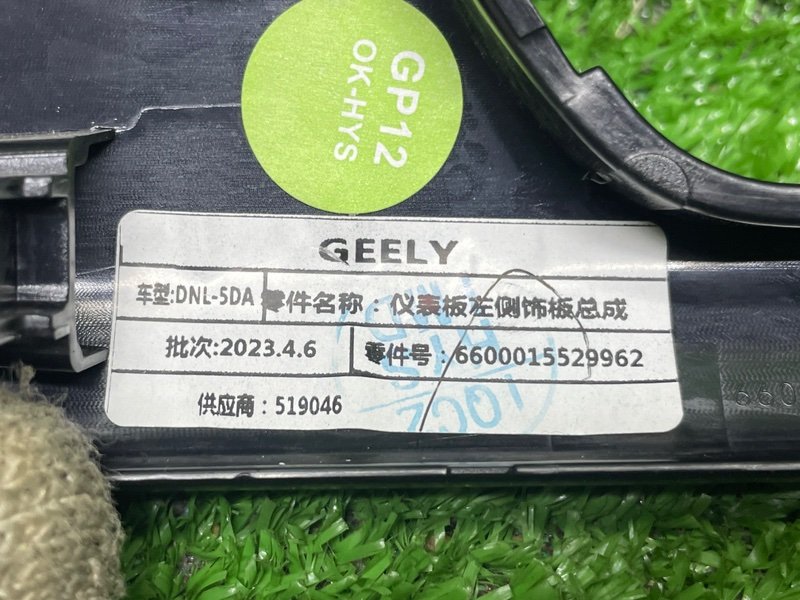 GP12
OK-HYS
GEELY
车型:DNL-5DA 零件名称：仪表板左侧饰板总成
批次:2023.4.6 零件号：6600015529962
供应商：519046